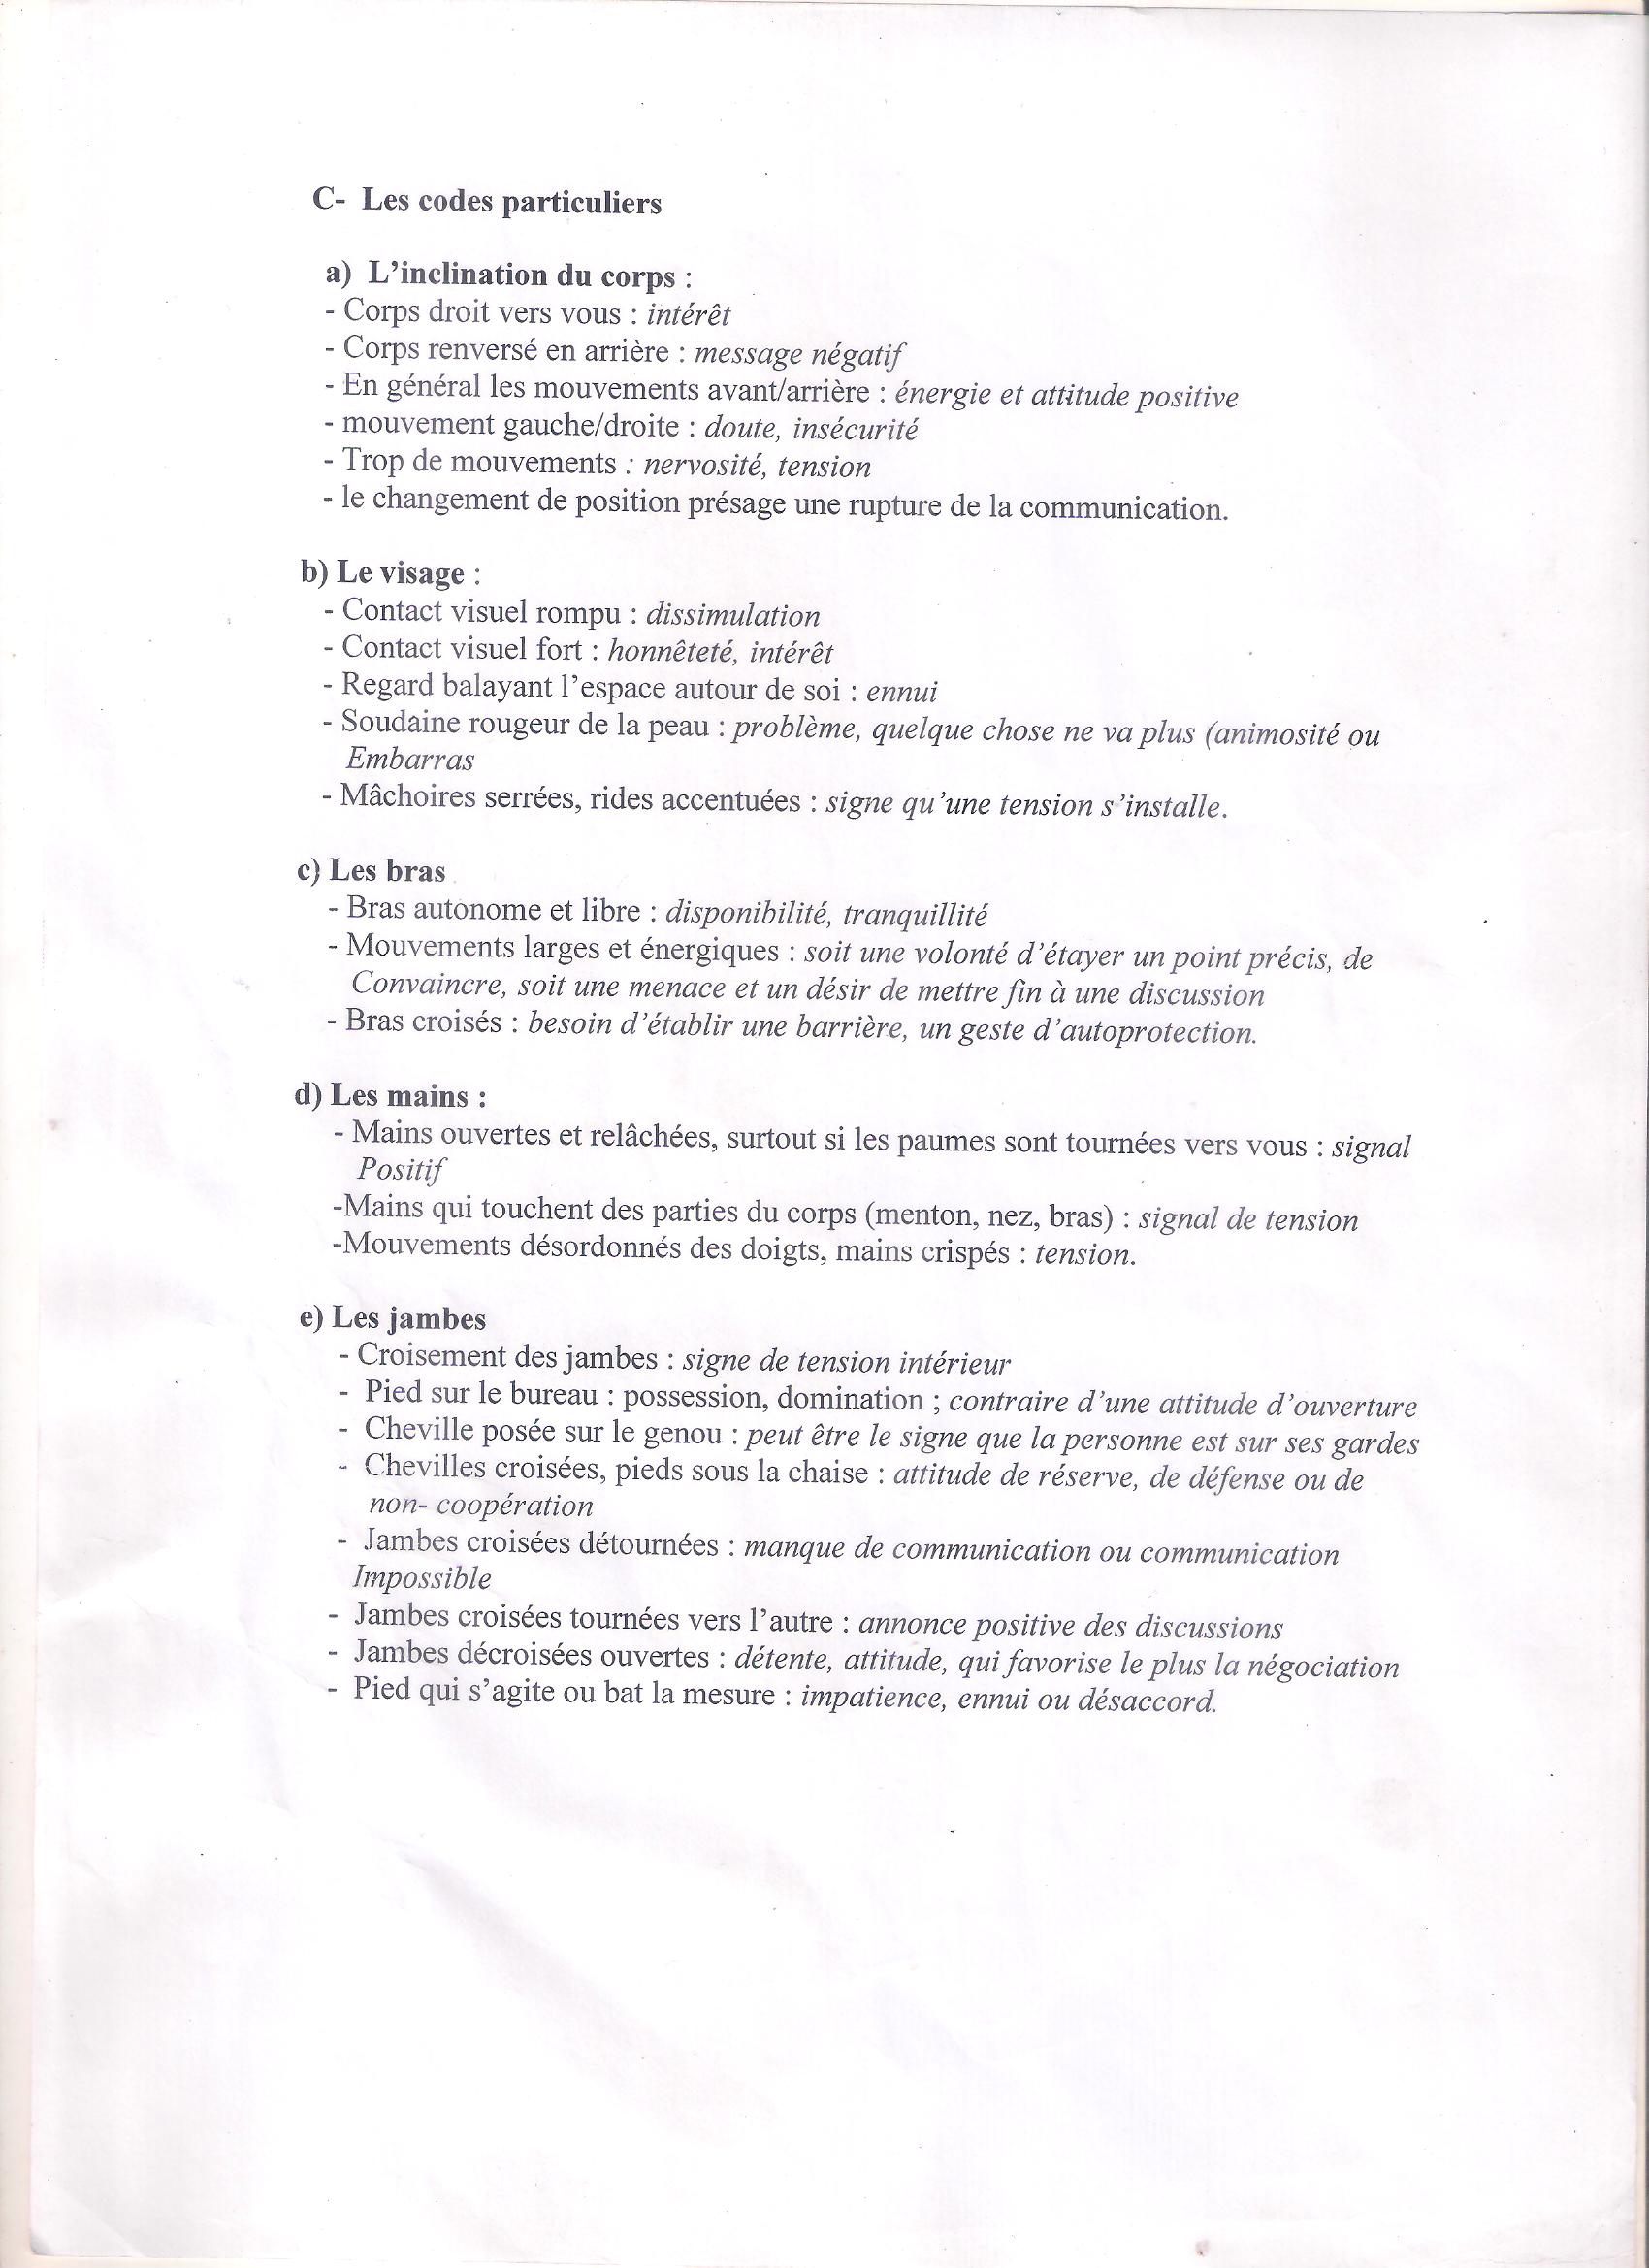 C- Les codes particuliers
a) L’inclination du corps :
- Corps droit vers vous : intérêt
- Corps renversé en arrière : message négatif
- En général les mouvements avant/arrière : énergie et attitude positive
- mouvement gauche/droite : doute, insécurité
- Trop de mouvements : nervosité, tension
- le changement de position présage une rupture de la communication.
b) Le visage :
- Contact visuel rompu : dissimulation
- Contact visuel fort : honnêteté, intérêt
- Regard balayant l’espace autour de soi : ennui
- Soudaine rougeur de la peau : problème, quelque chose ne va plus (animosité ou
Embarras
- Mâchoires serrées, rides accentuées : signe qu’une tension s’installe.
c) Les bras
- Bras autonome et libre : disponibilité, tranquillité
- Mouvements larges et énergiques : soit une volonté d’étayer un point précis, de
Convaincre, soit une menace et un désir de mettre fin à une discussion
- Bras croisés : besoin d’établir une barrière, un geste d’autoprotection.
d) Les mains :
- Mains ouvertes et relâchées, surtout si les paumes sont tournées vers vous : signal
Positif
-Mains qui touchent des parties du corps (menton, nez, bras) : signal de tension
-Mouvements désordonnés des doigts, mains crispés : tension.
e) Les jambes
- Croisement des jambes : signe de tension intérieur
- Pied sur le bureau : possession, domination ; contraire d’une attitude d’ouverture
- Cheville posée sur le genou : peut être le signe que la personne est sur ses gardes
- Chevilles croisées, pieds sous la chaise : attitude de réserve, de défense ou de
non- coopération
- Jambes croisées détournées : manque de communication ou communication
Impossible
- Jambes croisées tournées vers l’autre : annonce positive des discussions
- Jambes décroisées ouvertes : détente, attitude, qui favorise le plus la négociation
- Pied qui s’agite ou bat la mesure : impatience, ennui ou désaccord.